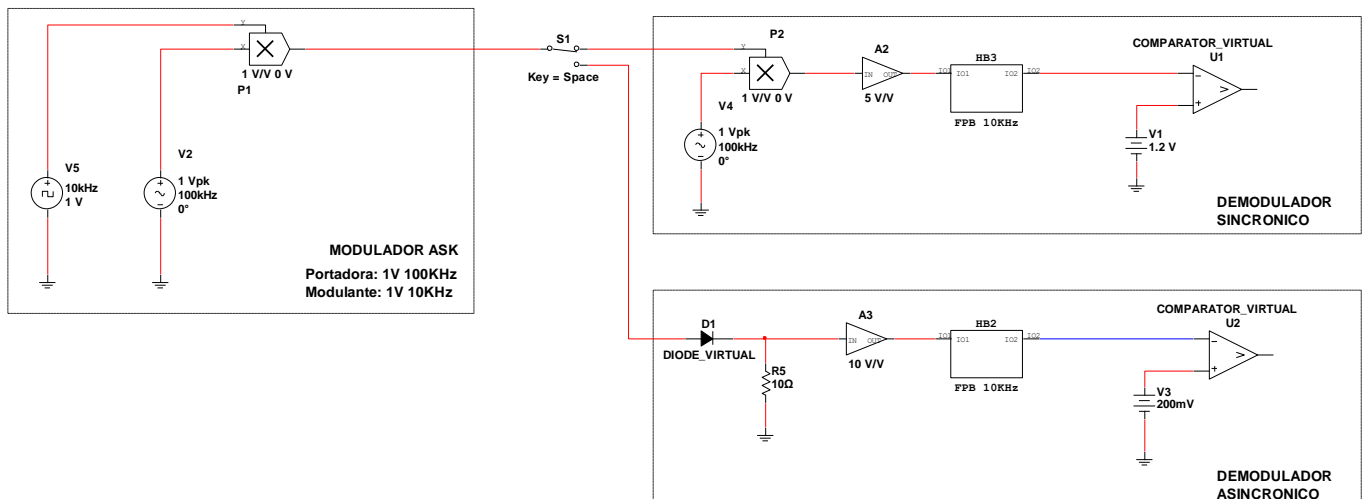 Y
X
1 V/V 0 V
P1
V5
10kHz
1 V
V2
1 Vpk
100kHz
0°
MODULADOR ASK
Portadora: 1V 100KHz
Modulante: 1V 10KHz
S1
Key = Space
P2
Y
X
1 V/V 0 V
V4
1 Vpk
100kHz
0°
A2
IN OUT
5 V/V
HB3
IO1 IO1 IO2 IO2
FPB 10KHz
COMPARATOR_VIRTUAL
U1
V1
1.2 V
DEMODULADOR
SINCRONICO
D1
DIODE_VIRTUAL
R5
10Ω
A3
IN OUT
10 V/V
HB2
IO1 IO1 IO2 IO2
FPB 10KHz
COMPARATOR_VIRTUAL
U2
V3
200mV
DEMODULADOR
ASINCRONICO